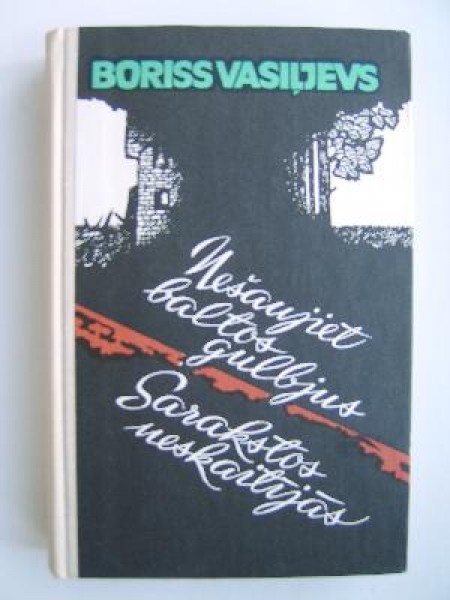 BORISS VASIĻJEVS
Nešaujiet
baltos
gulbjus
Sarakstos
neskaitījās